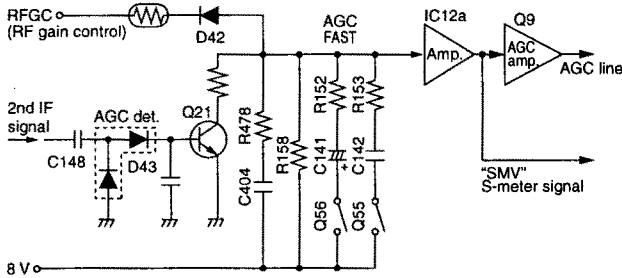 RFGC
(RF gain control)
D42
AGC
FAST
IC12a
Amp.
Q9
AGC
amp.
AGC line
2nd IF
signal
AGC det.
Q21
C148
D43
R478
C404
R158
R152
R153
C141
+
C142
Q56
Q55
"SMV"
S-meter signal
8 V